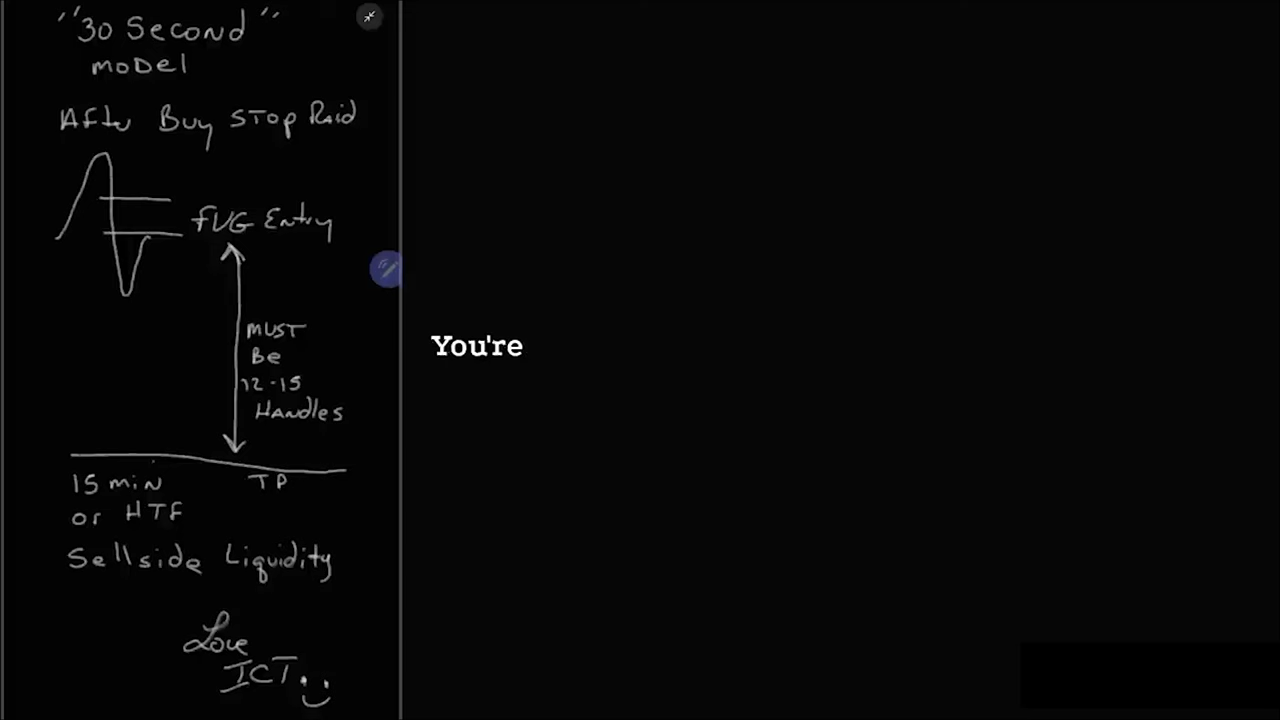 "30 Second"
moDel
After Buy STop Raid
FVG Entry
MUST
Be
12-15
HANdles
15 min
TP
or HTF
Sellside Liquidity
Love
ICT
You're